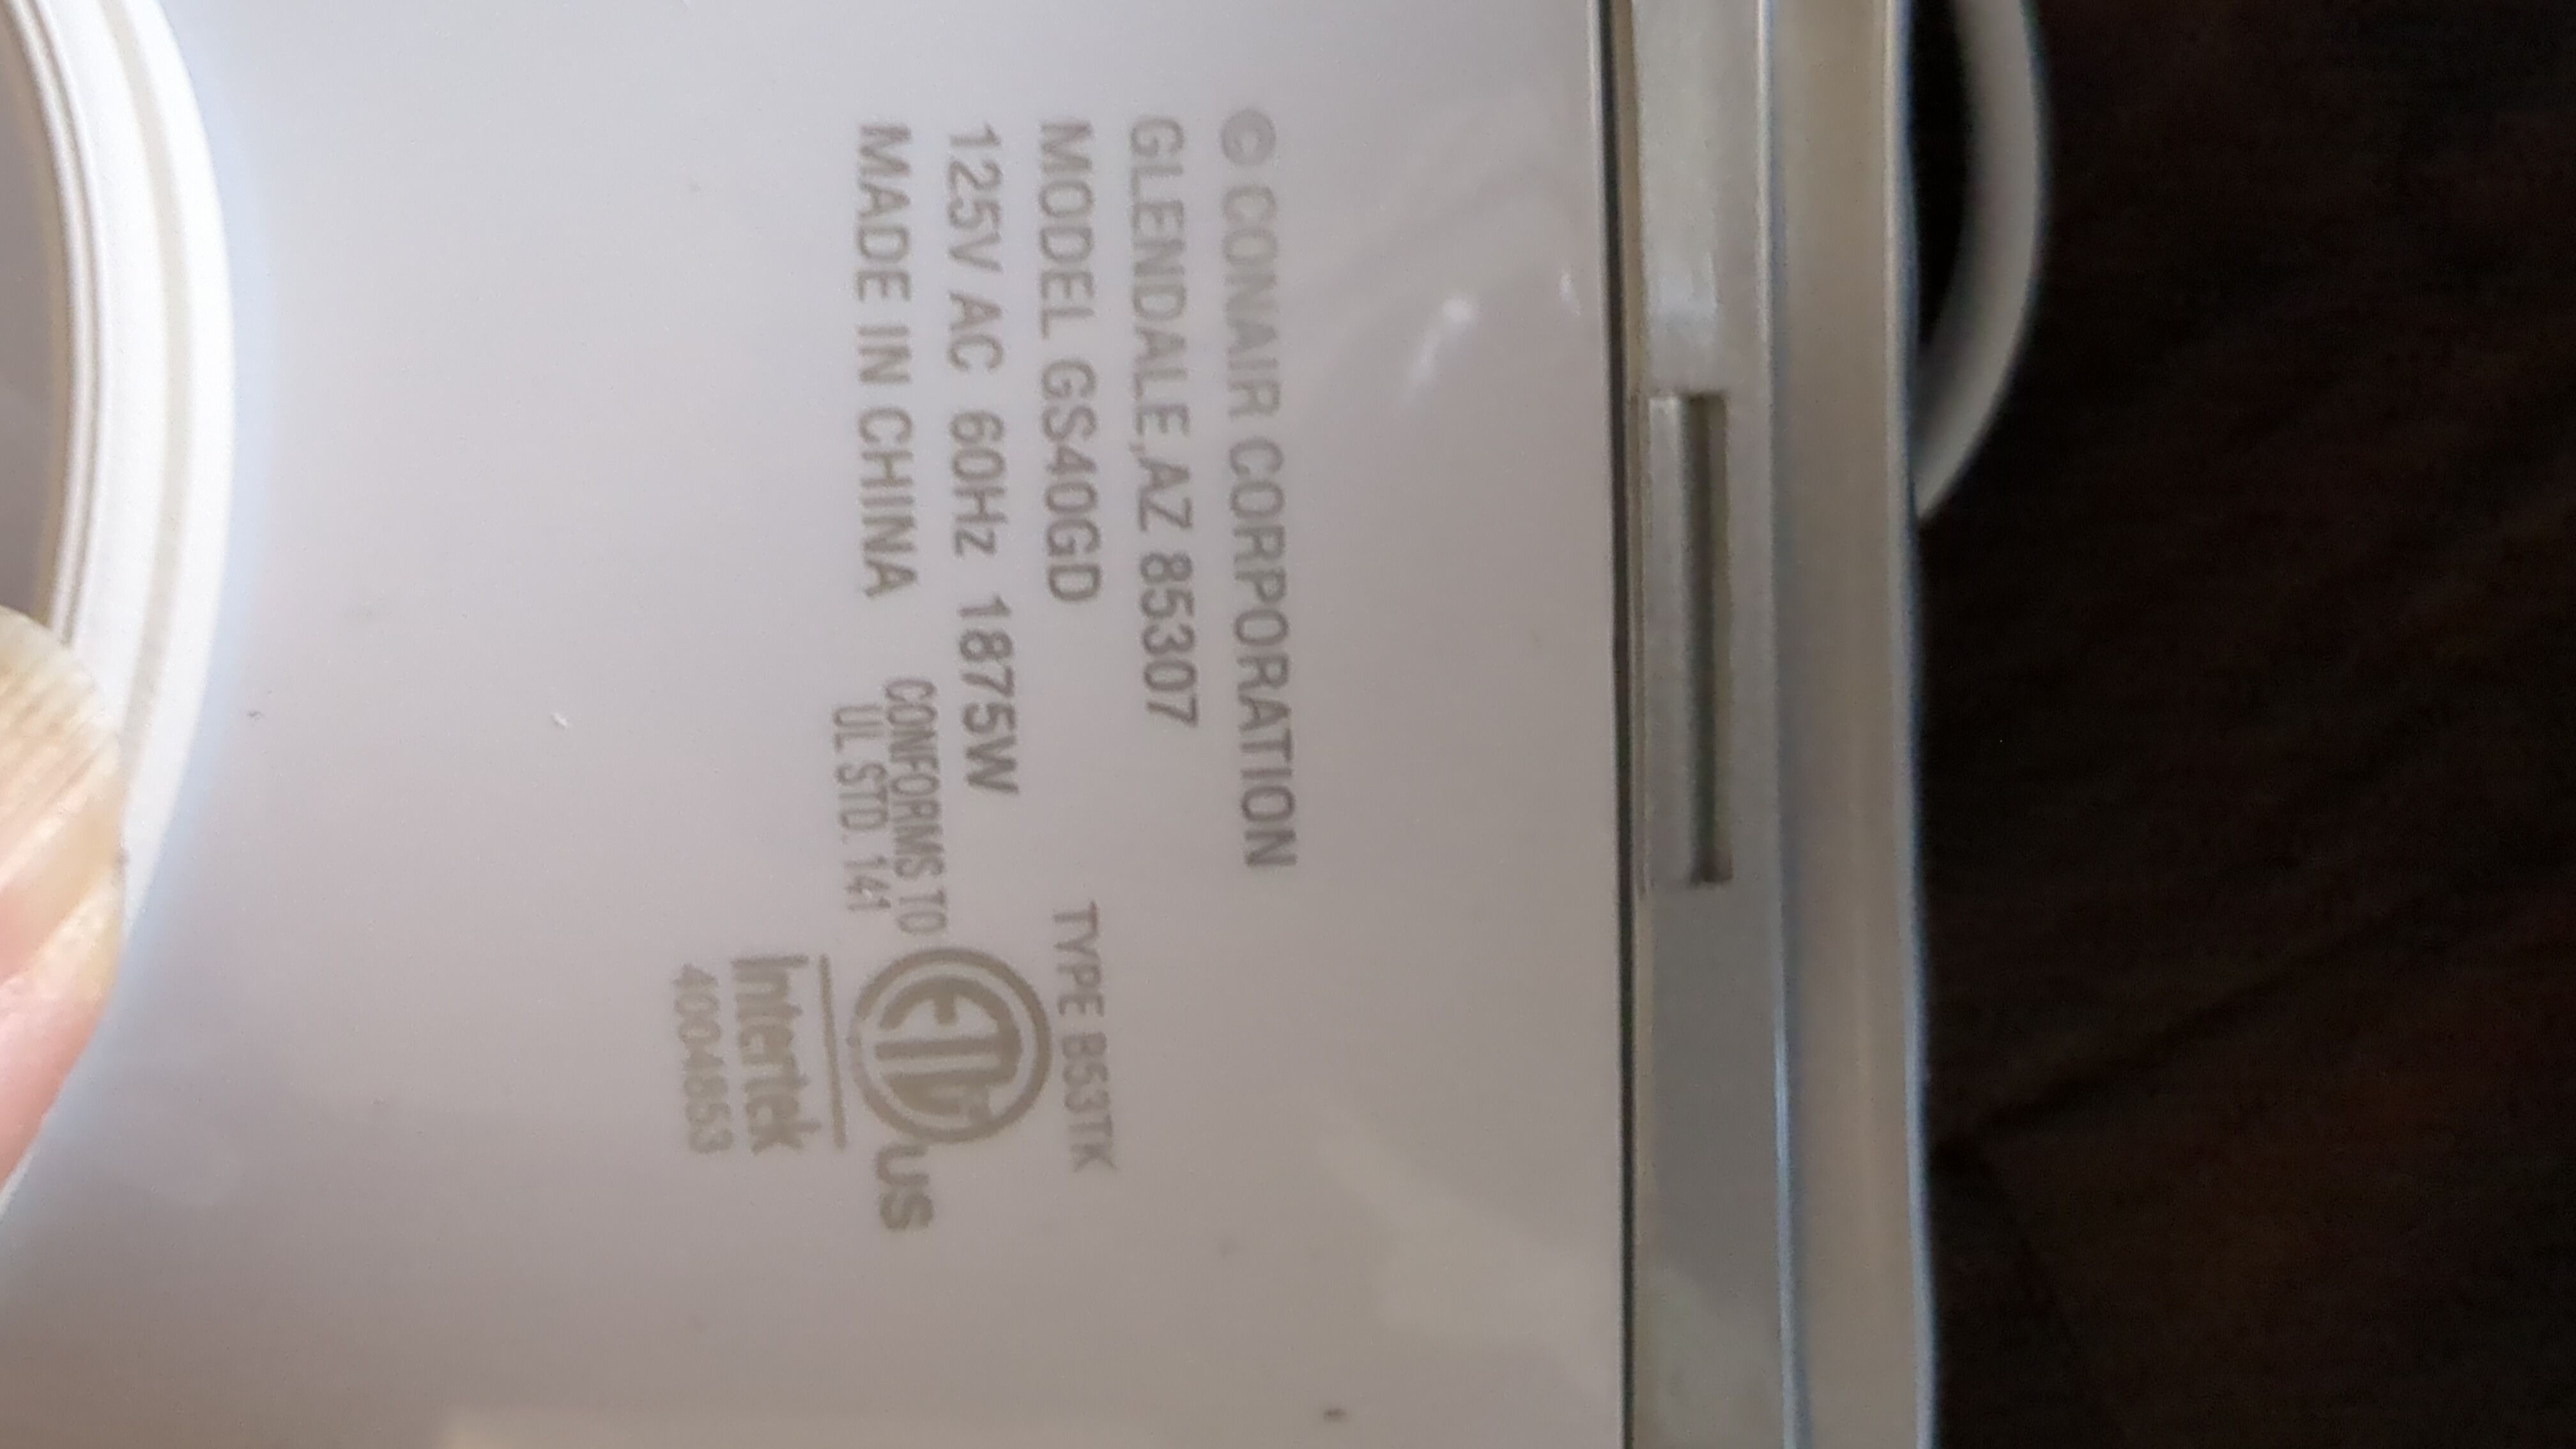 © CONAIR CORPORATION
GLENDALE,AZ 85307
MODEL GS40GD
TYPE B53TK
125V AC 60Hz 1875W
MADE IN CHINA
CONFORMS TO
UL STD. 141
ETL
US
Intertek
4004853